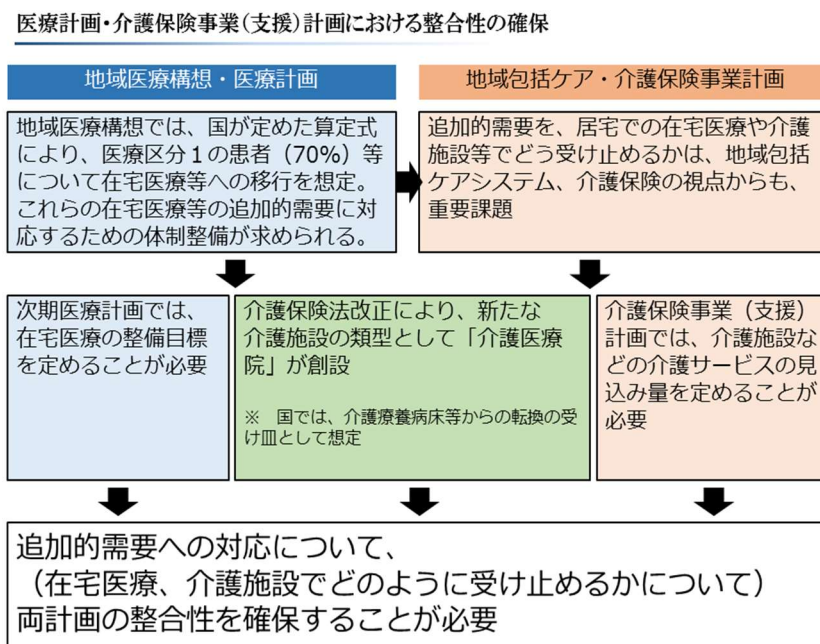 医療計画・介護保険事業(支援)計画における整合性の確保
地域医療構想・医療計画
地域包括ケア・介護保険事業計画
地域医療構想では、国が定めた算定式
により、医療区分1の患者（70%）等
について在宅医療等への移行を想定。
これらの在宅医療等の追加的需要に対
応するための体制整備が求められる。
追加的需要を、居宅での在宅医療や介護
施設等でどう受け止めるかは、地域包括
ケアシステム、介護保険の視点からも、
重要課題
次期医療計画では、
在宅医療の整備目標
を定めることが必要
介護保険法改正により、新たな
介護施設の類型として「介護医療
院」が創設
※　国では、介護療養病床等からの転換の受
け皿として想定
介護保険事業（支援）
計画では、介護施設な
どの介護サービスの見
込み量を定めることが
必要
追加的需要への対応について、
（在宅医療、介護施設でどのように受け止めるかについて）
両計画の整合性を確保することが必要